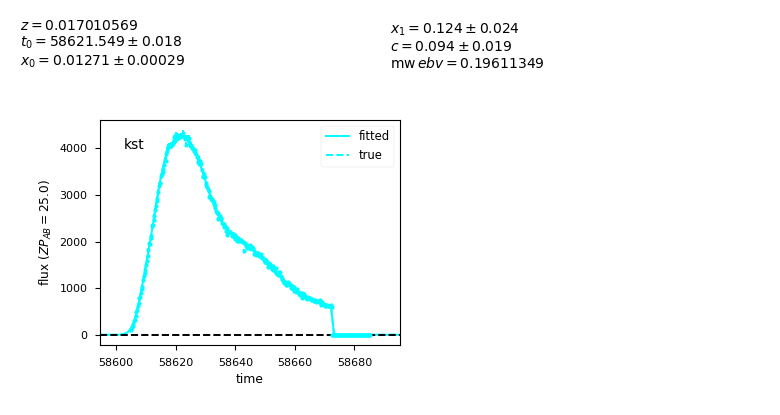 z = 0.017010569
t₀ = 58621.549 ± 0.018
x₀ = 0.01271 ± 0.00029
x₁ = 0.124 ± 0.024
c = 0.094 ± 0.019
mw ebv = 0.19611349
kst
fitted
true
4000
3000
2000
1000
0
flux (ZP_AB = 25.0)
58600 58620 58640 58660 58680
time